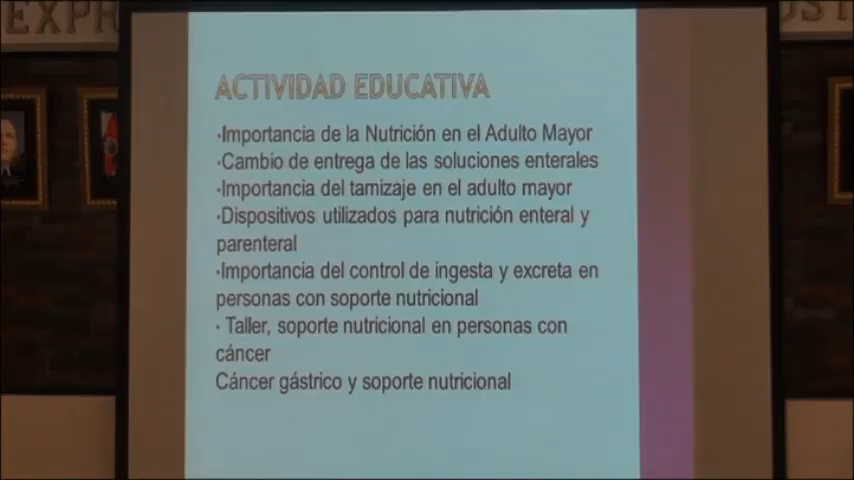 EXPR
OST
ACTIVIDAD EDUCATIVA
·Importancia de la Nutrición en el Adulto Mayor
·Cambio de entrega de las soluciones enterales
·Importancia del tamizaje en el adulto mayor
·Dispositivos utilizados para nutrición enteral y
parenteral
·Importancia del control de ingesta y excreta en
personas con soporte nutricional
· Taller, soporte nutricional en personas con
cáncer
Cáncer gástrico y soporte nutricional